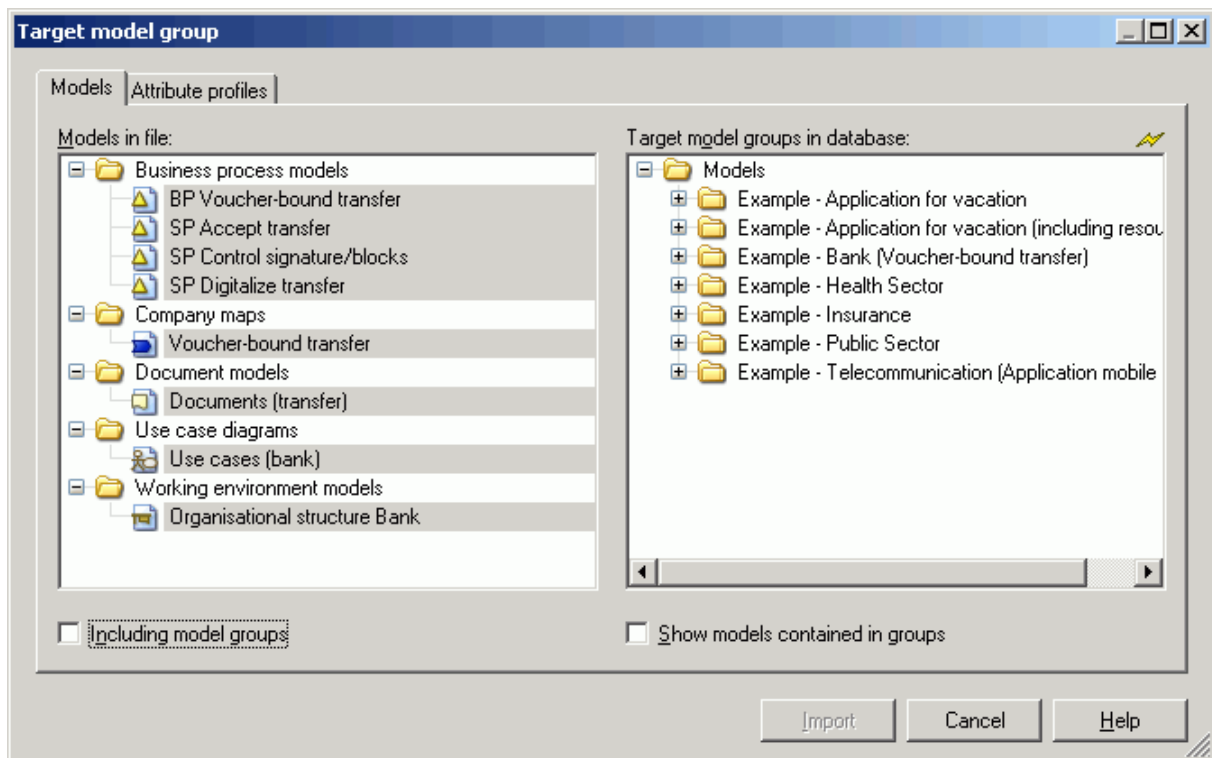 Target model group
Models
Attribute profiles
Models in file:
Business process models
BP Voucher-bound transfer
SP Accept transfer
SP Control signature/blocks
SP Digitalize transfer
Company maps
Voucher-bound transfer
Document models
Documents (transfer)
Use case diagrams
Use cases (bank)
Working environment models
Organisational structure Bank
Including model groups
Target model groups in database:
Models
Example - Application for vacation
Example - Application for vacation (including resou
Example - Bank (Voucher-bound transfer)
Example - Health Sector
Example - Insurance
Example - Public Sector
Example - Telecommunication (Application mobile
Show models contained in groups
Import
Cancel
Help